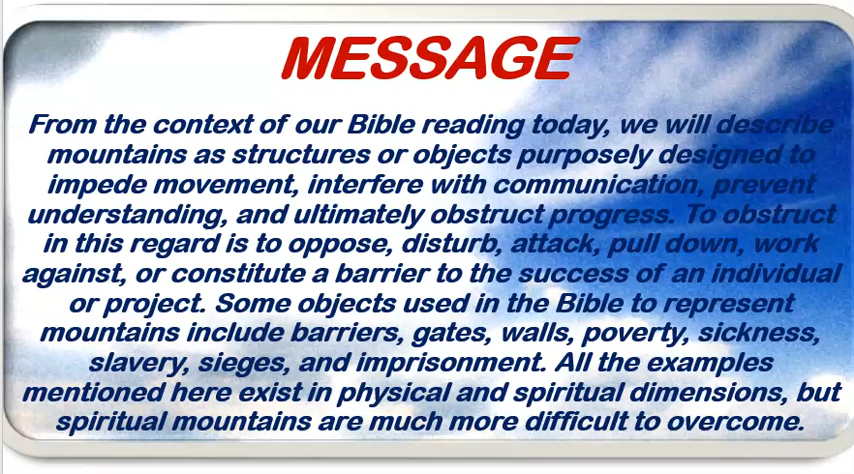 MESSAGE
From the context of our Bible reading today, we will describe
mountains as structures or objects purposely designed to
impede movement, interfere with communication, prevent
understanding, and ultimately obstruct progress. To obstruct
in this regard is to oppose, disturb, attack, pull down, work
against, or constitute a barrier to the success of an individual
or project. Some objects used in the Bible to represent
mountains include barriers, gates, walls, poverty, sickness,
slavery, sieges, and imprisonment. All the examples
mentioned here exist in physical and spiritual dimensions, but
spiritual mountains are much more difficult to overcome.